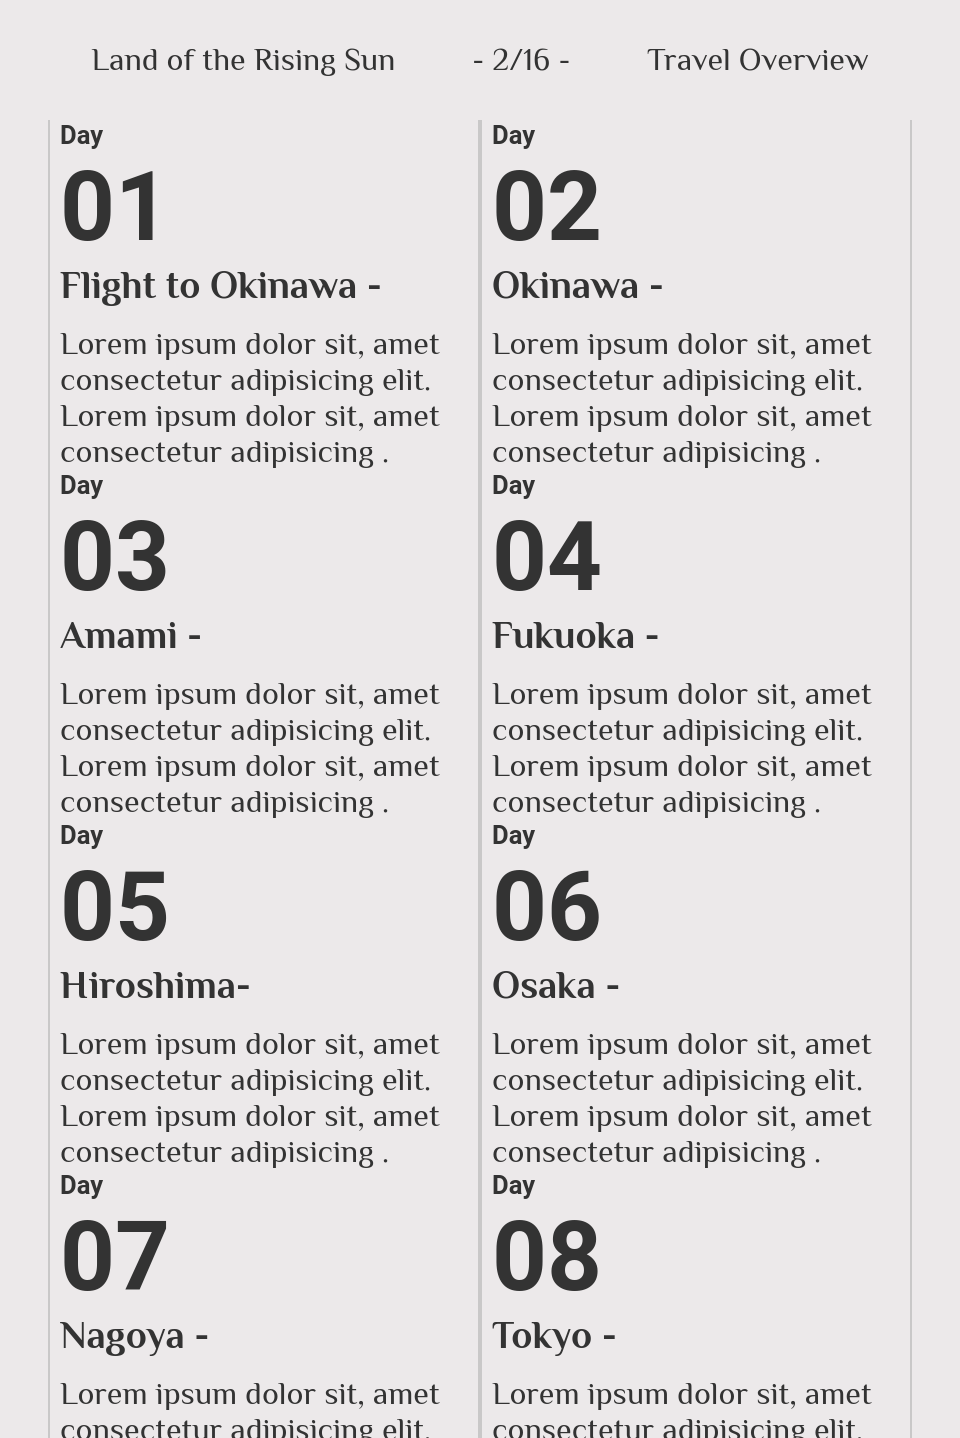 Land of the Rising Sun
- 2/16 -
Travel Overview
Day
01
Flight to Okinawa -
Lorem ipsum dolor sit, amet
consectetur adipisicing elit.
Lorem ipsum dolor sit, amet
consectetur adipisicing .
Day
02
Okinawa -
Lorem ipsum dolor sit, amet
consectetur adipisicing elit.
Lorem ipsum dolor sit, amet
consectetur adipisicing .
Day
03
Amami -
Lorem ipsum dolor sit, amet
consectetur adipisicing elit.
Lorem ipsum dolor sit, amet
consectetur adipisicing .
Day
04
Fukuoka -
Lorem ipsum dolor sit, amet
consectetur adipisicing elit.
Lorem ipsum dolor sit, amet
consectetur adipisicing .
Day
05
Hiroshima-
Lorem ipsum dolor sit, amet
consectetur adipisicing elit.
Lorem ipsum dolor sit, amet
consectetur adipisicing .
Day
06
Osaka -
Lorem ipsum dolor sit, amet
consectetur adipisicing elit.
Lorem ipsum dolor sit, amet
consectetur adipisicing .
Day
07
Nagoya -
Lorem ipsum dolor sit, amet
consectetur adipisicing elit.
Day
08
Tokyo -
Lorem ipsum dolor sit, amet
consectetur adipisicing elit.